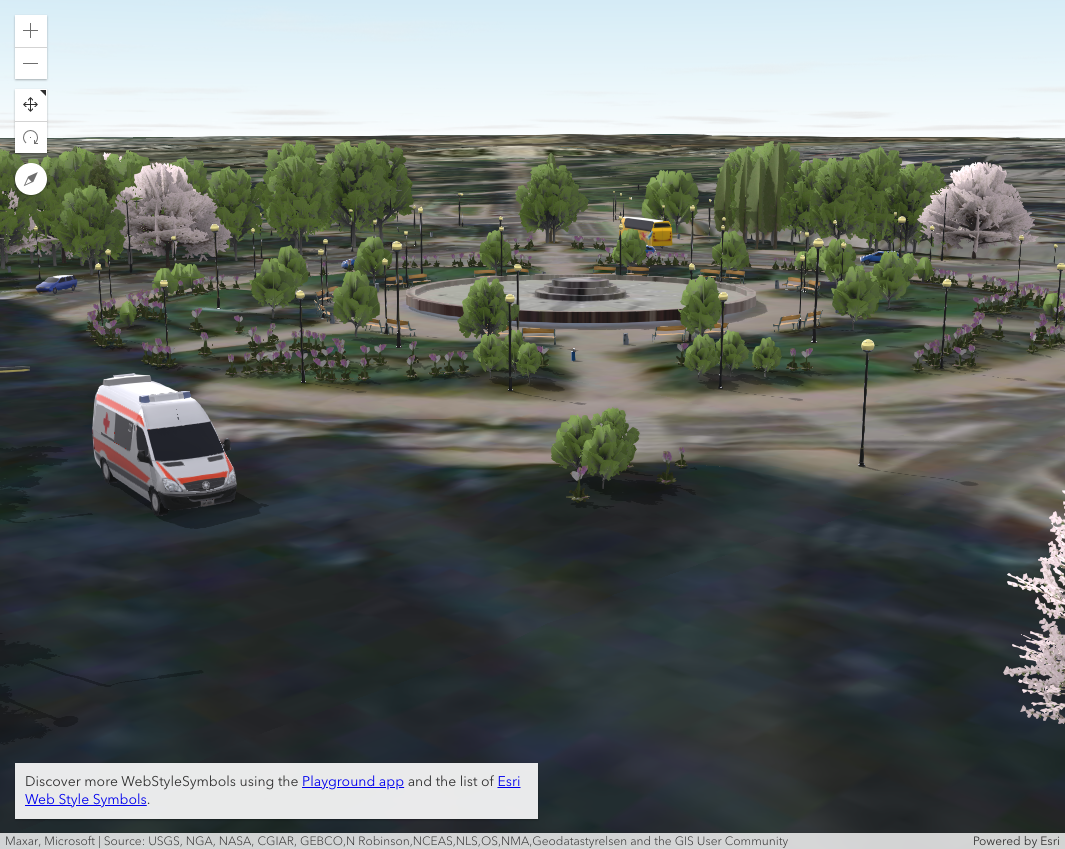 Discover more WebStyleSymbols using the Playground app and the list of Esri
Web Style Symbols.
Maxar, Microsoft | Source: USGS, NGA, NASA, CGIAR, GEBCO,N Robinson,NCEAS,NLS,OS,NMA,Geodatastyrelsen and the GIS User Community
Powered by Esri